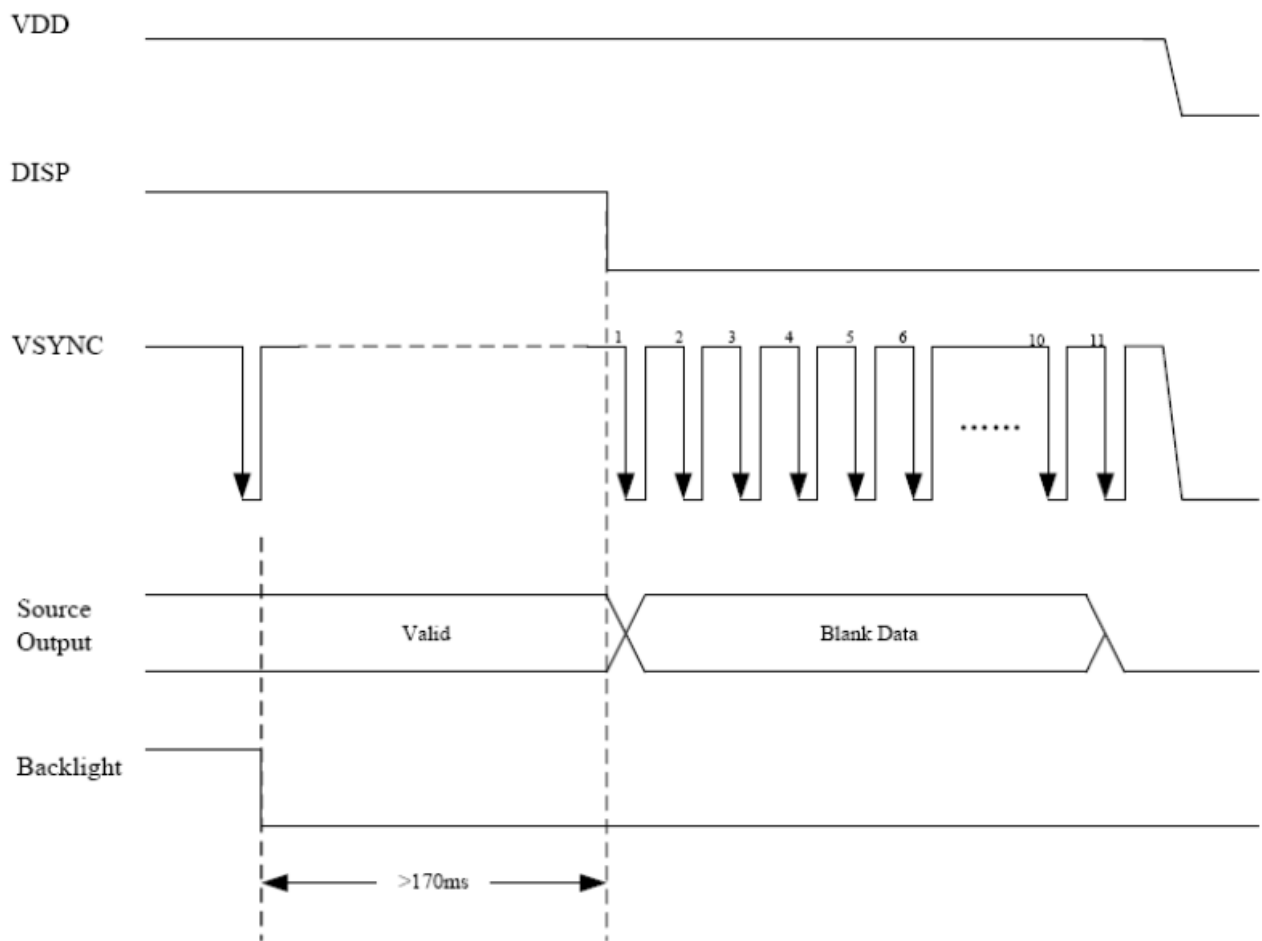 VDD
DISP
VSYNC
1 2 3 4 5 6 10 11
......
Source
Output
Valid
Blank Data
Backlight
>170ms